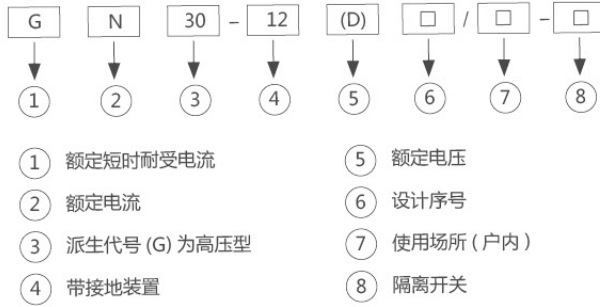 G N 30 - 12 (D) □ / □ - □
① ② ③ ④ ⑤ ⑥ ⑦ ⑧
① 额定短时耐受电流
② 额定电流
③ 派生代号 (G) 为高压型
④ 带接地装置
⑤ 额定电压
⑥ 设计序号
⑦ 使用场所 ( 户内 )
⑧ 隔离开关